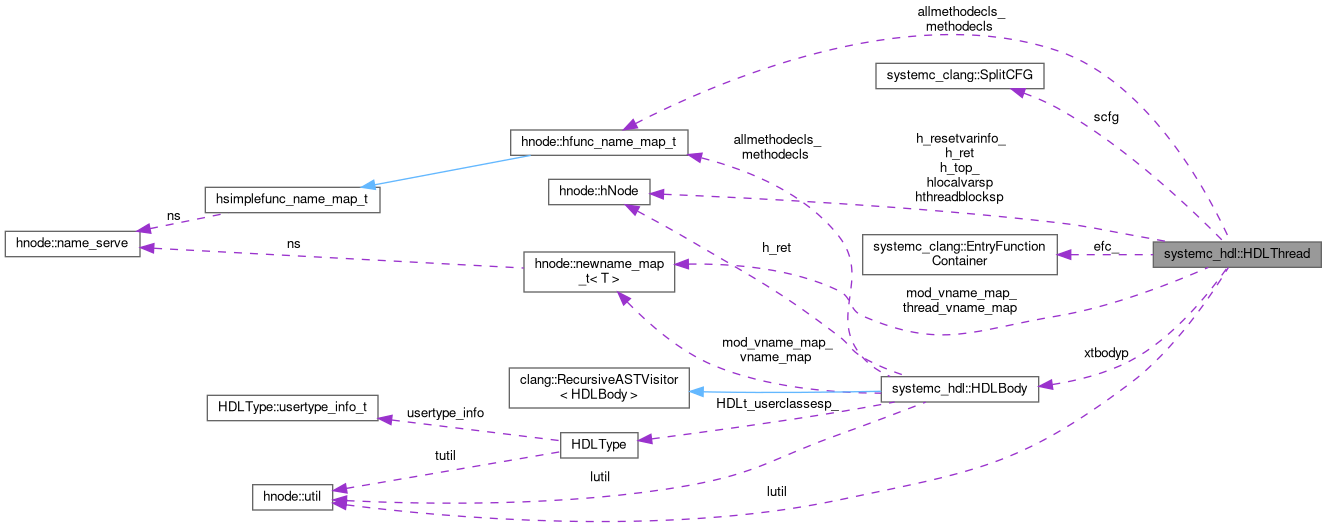 allmethodecls_
methodecls
systemc_clang::SplitCFG
scfg
hnode::hfunc_name_map_t
allmethodecls_
methodecls
h_resetvarinfo_
h_ret
h_top_
hlocalvarsp
hthreadblocksp
hnode::hNode
hsimplefunc_name_map_t
ns
hnode::name_serve
ns
h_ret
systemc_clang::EntryFunction
Container
efc_
systemc_hdl::HDLThread
hnode::newname_map
_t< T >
mod_vname_map_
thread_vname_map
mod_vname_map_
vname_map
xtbodyp
clang::RecursiveASTVisitor
< HDLBody >
systemc_hdl::HDLBody
HDLt_userclassesp_
HDLType::usertype_info_t
usertype_info
HDLType
tutil
lutil
lutil
hnode::util